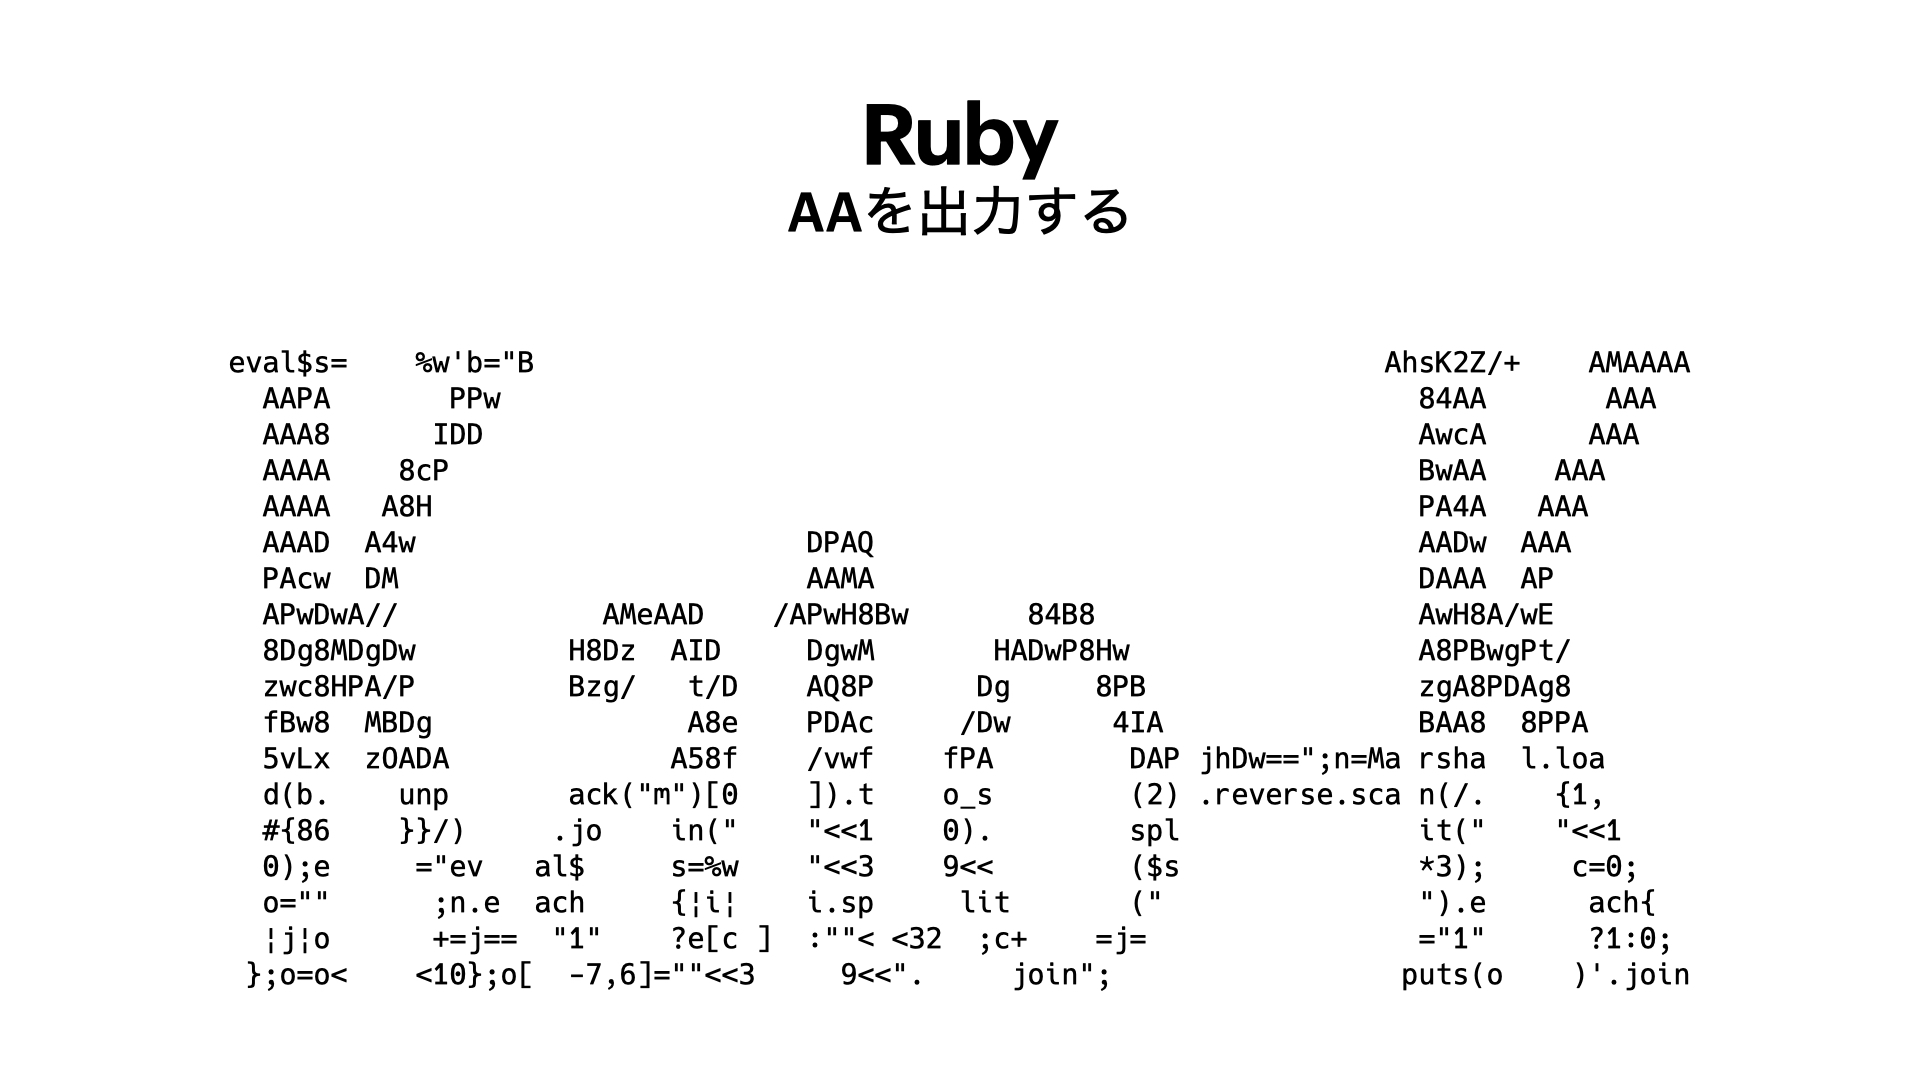 Ruby
AAを出力する
eval$s=    %w'b="B                                                  AhsK2Z/+    AMAAAA
  AAPA       PPw                                                      84AA       AAA
  AAA8      IDD                                                       AwcA      AAA
  AAAA    8cP                                                         BwAA    AAA
  AAAA   A8H                                                          PA4A   AAA
  AAAD  A4w                       DPAQ                                AADw  AAA
  PAcw  DM                        AAMA                                DAAA  AP
  APwDwA//            AMeAAD    /APwH8Bw       84B8                   AwH8A/wE
  8Dg8MDgDw         H8Dz  AID     DgwM       HADwP8Hw                 A8PBwgPt/
  zwc8HPA/P         Bzg/   t/D    AQ8P      Dg     8PB                zgA8PDAg8
  fBw8  MBDg               A8e    PDAc     /Dw      4IA               BAA8  8PPA
  5vLx  zOADA             A58f    /vwf    fPA        DAP jhDw==";n=Ma rsha  l.loa
  d(b.    unp       ack("m")[0    ]).t    o_s        (2) .reverse.sca n(/.    {1,
  #{86    }}/)     .jo    in("    "<<1    0).        spl              it("    "<<1
  0);e     ="ev   al$     s=%w    "<<3    9<<        ($s              *3);     c=0;
  o=""      ;n.e  ach     {¦i¦    i.sp     lit       ("               ").e      ach{
  ¦j¦o      +=j==  "1"    ?e[c ]  :""< <32  ;c+    =j=                ="1"      ?1:0;
 };o=o<    <10};o[  -7,6]=""<<3     9<<".     join";                 puts(o    )'.join